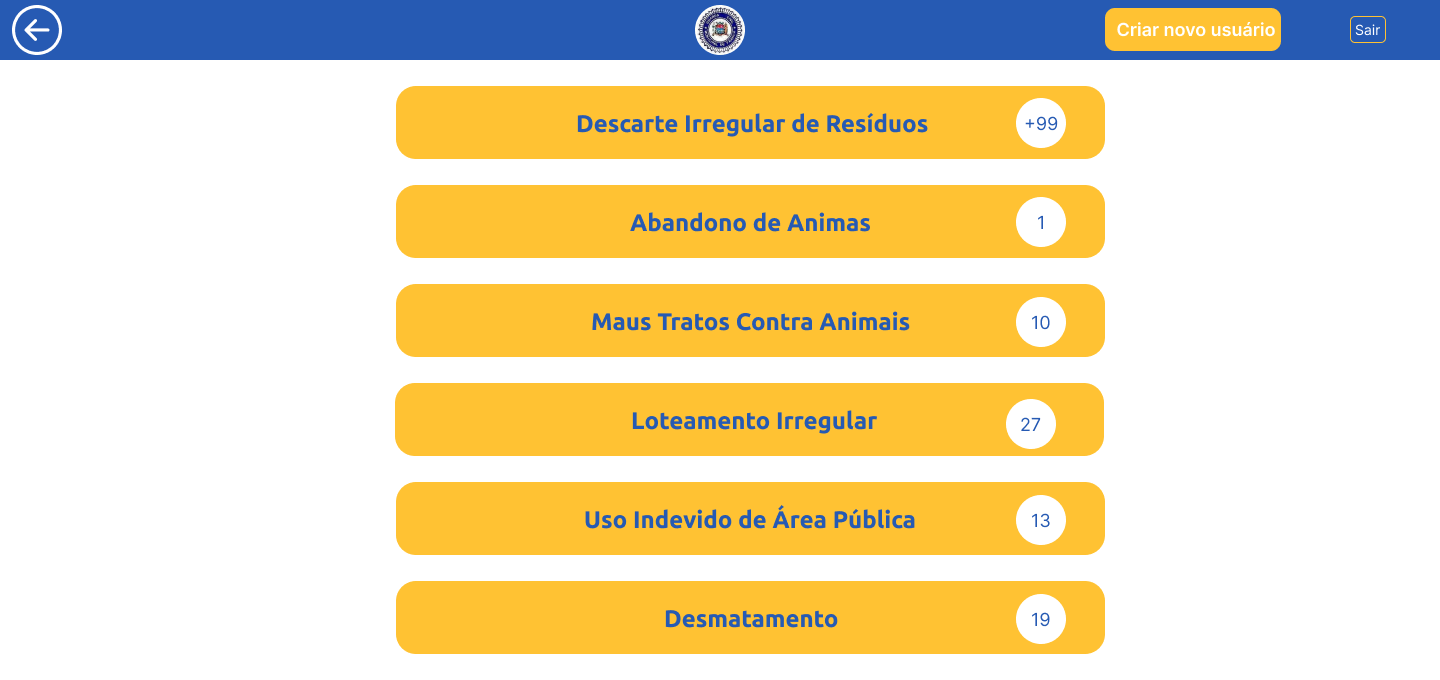 Criar novo usuário
Sair
Descarte Irregular de Resíduos
+99
Abandono de Animas
1
Maus Tratos Contra Animais
10
Loteamento Irregular
27
Uso Indevido de Área Pública
13
Desmatamento
19